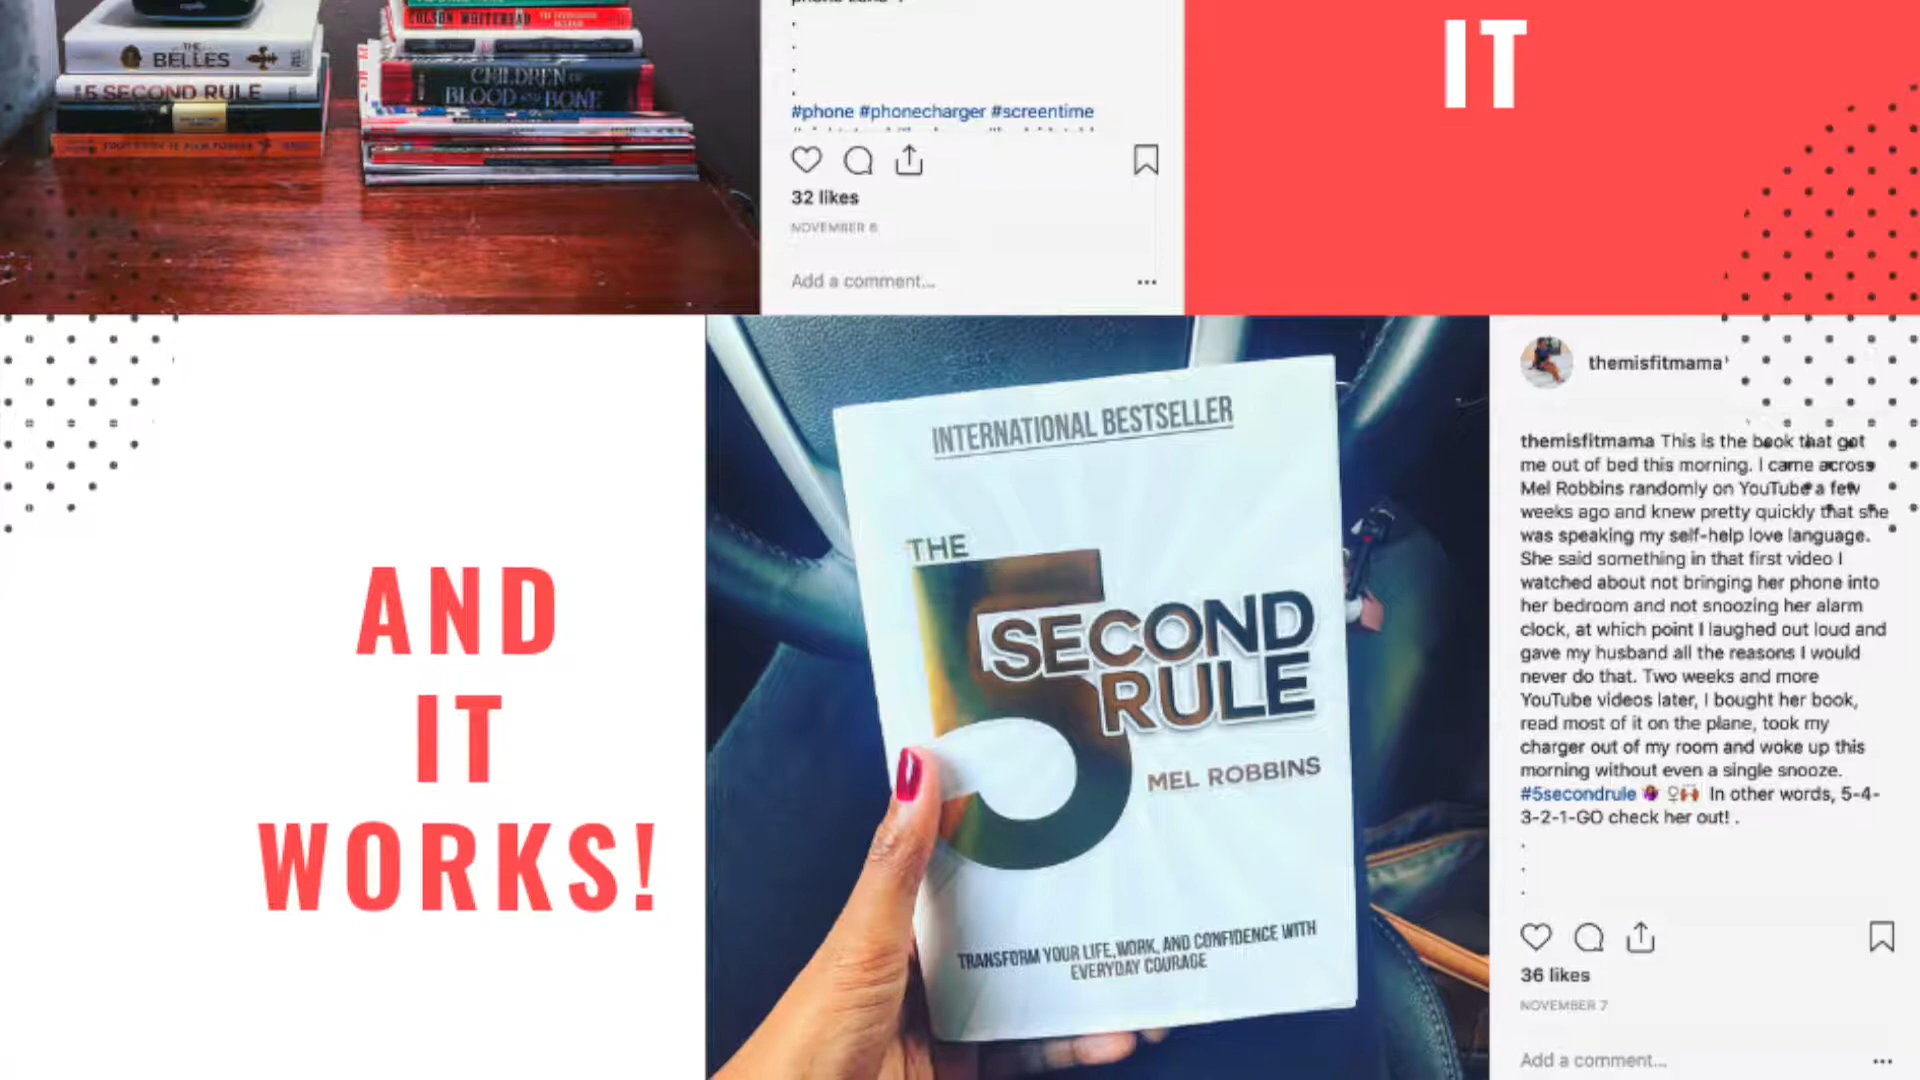 THE
BELLES
5 SECOND RULE
COLSON WHITEHEAD
CHILDREN OF
BLOOD AND BONE
#phone #phonecharger #screentime
32 likes
NOVEMBER 6
Add a comment...
IT
AND
IT
WORKS!
INTERNATIONAL BESTSELLER
THE
5
SECOND
RULE
MEL ROBBINS
TRANSFORM YOUR LIFE, WORK, AND CONFIDENCE WITH
EVERYDAY COURAGE
themisfitmama
themisfitmama This is the book that got
me out of bed this morning. I came across
Mel Robbins randomly on YouTube a few
weeks ago and knew pretty quickly that she
was speaking my self-help love language.
She said something in that first video I
watched about not bringing her phone into
her bedroom and not snoozing her alarm
clock, at which point I laughed out loud and
gave my husband all the reasons I would
never do that. Two weeks and more
YouTube videos later, I bought her book,
read most of it on the plane, took my
charger out of my room and woke up this
morning without even a single snooze.
#5secondrule 🤷🏾‍♀️🙌🏾 In other words, 5-4-
3-2-1-GO check her out! .
.
.
.
36 likes
NOVEMBER 7
Add a comment...